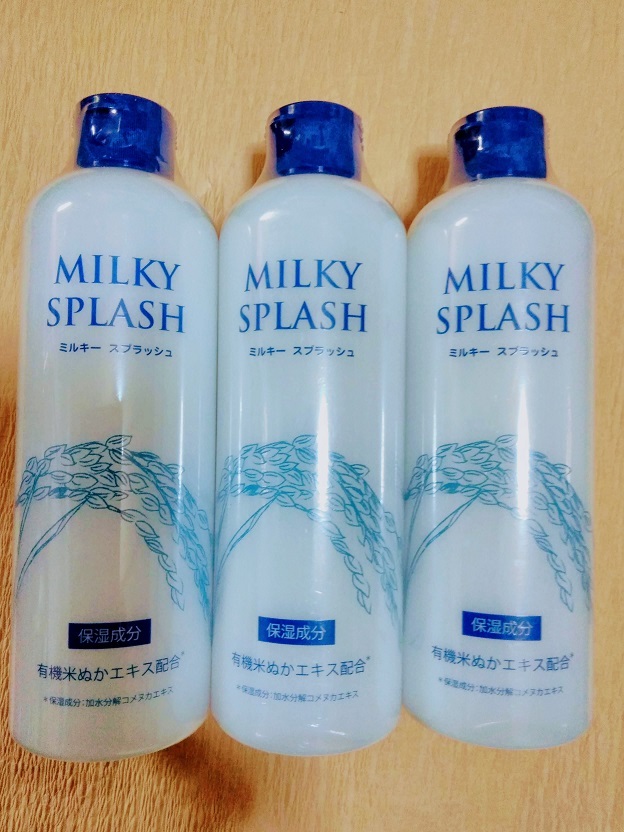 MILKY
SPLASH
ミルキー スプラッシュ
保湿成分
有機米ぬかエキス配合*
*保湿成分:加水分解コメヌカエキス
MILKY
SPLASH
ミルキー スプラッシュ
保湿成分
有機米ぬかエキス配合*
*保湿成分:加水分解コメヌカエキス
MILKY
SPLASH
ミルキー スプラッシュ
保湿成分
有機米ぬかエキス配合*
*保湿成分:加水分解コメヌカエキス